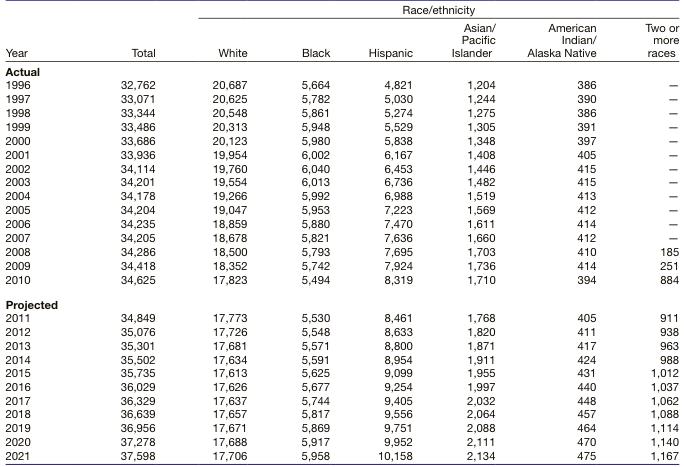 Race/ethnicity
Asian/ American Two or
Pacific Indian/ more
Year Total White Black Hispanic Islander Alaska Native races
Actual
1996 32,762 20,687 5,664 4,821 1,204 386 —
1997 33,071 20,625 5,782 5,030 1,244 390 —
1998 33,344 20,548 5,861 5,274 1,275 386 —
1999 33,486 20,313 5,948 5,529 1,305 391 —
2000 33,686 20,123 5,980 5,838 1,348 397 —
2001 33,936 19,954 6,002 6,167 1,408 405 —
2002 34,114 19,760 6,040 6,453 1,446 415 —
2003 34,201 19,554 6,013 6,736 1,482 415 —
2004 34,178 19,266 5,992 6,988 1,519 413 —
2005 34,204 19,047 5,953 7,223 1,569 412 —
2006 34,235 18,859 5,880 7,470 1,611 414 —
2007 34,205 18,678 5,821 7,636 1,660 412 —
2008 34,286 18,500 5,793 7,695 1,703 410 185
2009 34,418 18,352 5,742 7,924 1,736 414 251
2010 34,625 17,823 5,494 8,319 1,710 394 884
Projected
2011 34,849 17,773 5,530 8,461 1,768 405 911
2012 35,076 17,726 5,548 8,633 1,820 411 938
2013 35,301 17,681 5,571 8,800 1,871 417 963
2014 35,502 17,634 5,591 8,954 1,911 424 988
2015 35,735 17,613 5,625 9,099 1,955 431 1,012
2016 36,029 17,626 5,677 9,254 1,997 440 1,037
2017 36,329 17,637 5,744 9,405 2,032 448 1,062
2018 36,639 17,657 5,817 9,556 2,064 457 1,088
2019 36,956 17,671 5,869 9,751 2,088 464 1,114
2020 37,278 17,688 5,917 9,952 2,111 470 1,140
2021 37,598 17,706 5,958 10,158 2,134 475 1,167